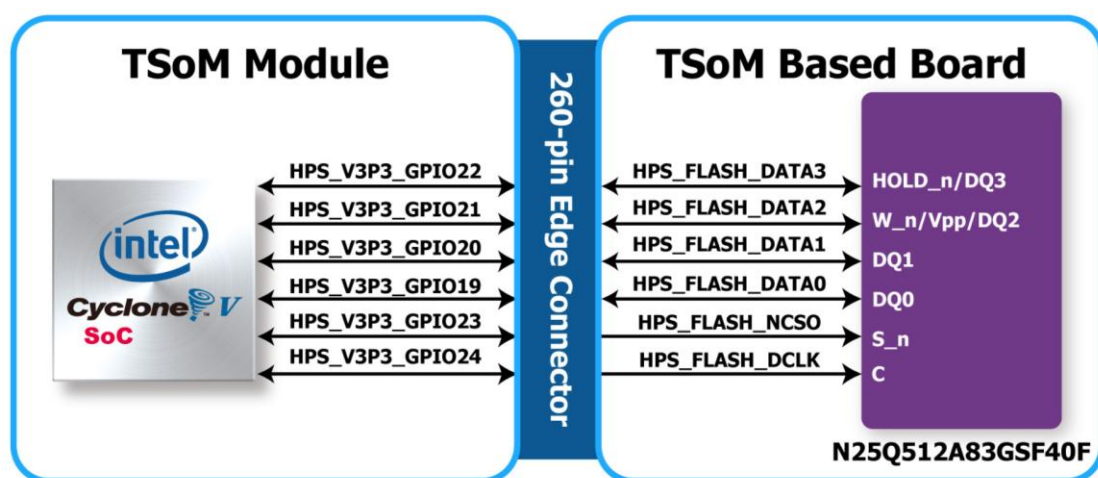 TSoM Module
HPS_V3P3_GPIO22
HPS_V3P3_GPIO21
HPS_V3P3_GPIO20
HPS_V3P3_GPIO19
HPS_V3P3_GPIO23
HPS_V3P3_GPIO24
intel
Cyclone V
SoC
260-pin Edge Connector
TSoM Based Board
HPS_FLASH_DATA3
HPS_FLASH_DATA2
HPS_FLASH_DATA1
HPS_FLASH_DATA0
HPS_FLASH_NCSO
HPS_FLASH_DCLK
HOLD_n/DQ3
W_n/Vpp/DQ2
DQ1
DQ0
S_n
C
N25Q512A83GSF40F